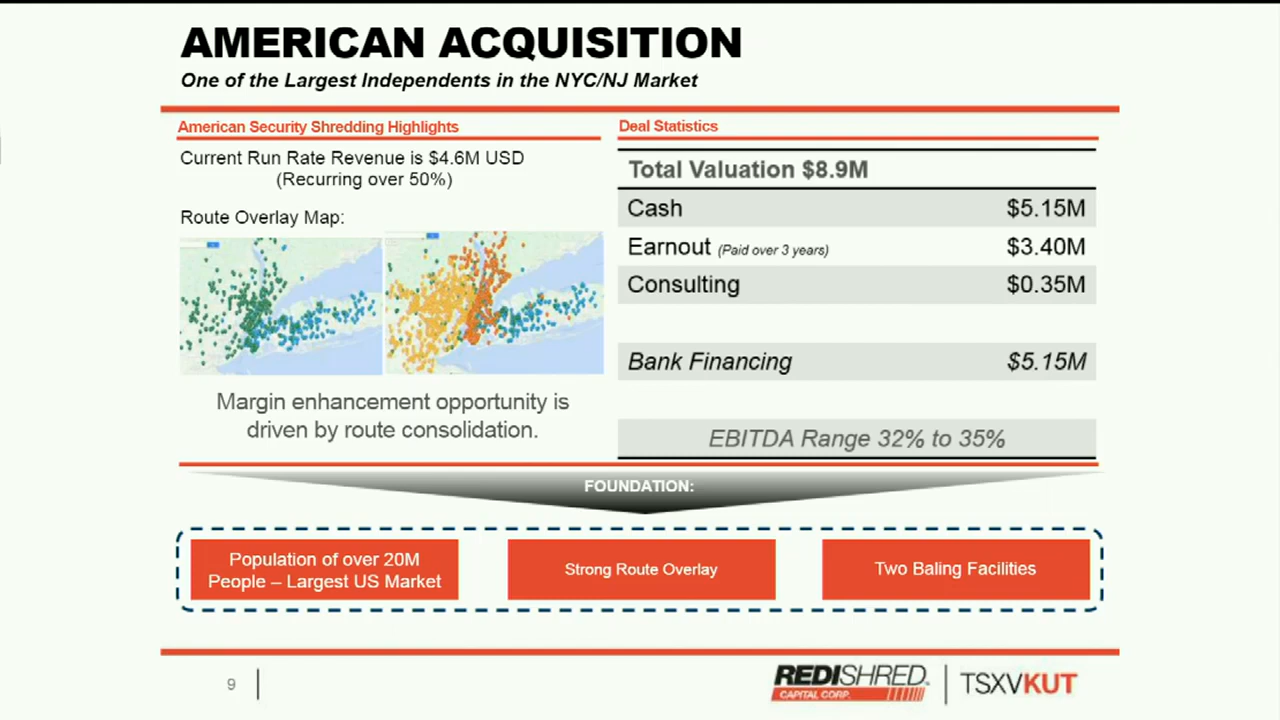 AMERICAN ACQUISITION
One of the Largest Independents in the NYC/NJ Market
American Security Shredding Highlights
Current Run Rate Revenue is $4.6M USD
(Recurring over 50%)
Route Overlay Map:
Margin enhancement opportunity is
driven by route consolidation.
Deal Statistics
Total Valuation $8.9M
Cash $5.15M
Earnout (Paid over 3 years) $3.40M
Consulting $0.35M
Bank Financing $5.15M
EBITDA Range 32% to 35%
FOUNDATION:
Population of over 20M
People – Largest US Market
Strong Route Overlay
Two Baling Facilities
9
REDISHRED
CAPITAL CORP.
TSXVKUT